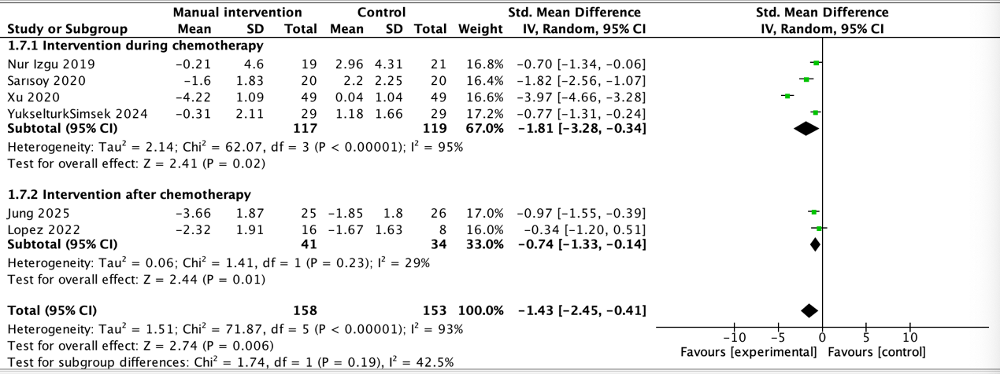 Manual intervention Control Std. Mean Difference Std. Mean Difference
Study or Subgroup Mean SD Total Mean SD Total Weight IV, Random, 95% CI IV, Random, 95% CI
1.7.1 Intervention during chemotherapy
Nur Izgu 2019 −0.21 4.6 19 2.96 4.31 21 16.8% −0.70 [−1.34, −0.06]
Sarısoy 2020 −1.6 1.83 20 2.2 2.25 20 16.4% −1.82 [−2.56, −1.07]
Xu 2020 −4.22 1.09 49 0.04 1.04 49 16.6% −3.97 [−4.66, −3.28]
YukselturkSimsek 2024 −0.31 2.11 29 1.18 1.66 29 17.2% −0.77 [−1.31, −0.24]
Subtotal (95% CI) 117 119 67.0% −1.81 [−3.28, −0.34]
Heterogeneity: Tau² = 2.14; Chi² = 62.07, df = 3 (P < 0.00001); I² = 95%
Test for overall effect: Z = 2.41 (P = 0.02)
1.7.2 Intervention after chemotherapy
Jung 2025 −3.66 1.87 25 −1.85 1.8 26 17.0% −0.97 [−1.55, −0.39]
Lopez 2022 −2.32 1.91 16 −1.67 1.63 8 16.0% −0.34 [−1.20, 0.51]
Subtotal (95% CI) 41 34 33.0% −0.74 [−1.33, −0.14]
Heterogeneity: Tau² = 0.06; Chi² = 1.41, df = 1 (P = 0.23); I² = 29%
Test for overall effect: Z = 2.44 (P = 0.01)
Total (95% CI) 158 153 100.0% −1.43 [−2.45, −0.41]
Heterogeneity: Tau² = 1.51; Chi² = 71.87, df = 5 (P < 0.00001); I² = 93%
Test for overall effect: Z = 2.74 (P = 0.006)
Test for subgroup differences: Chi² = 1.74, df = 1 (P = 0.19), I² = 42.5%
−10 −5 0 5 10
Favours [experimental] Favours [control]